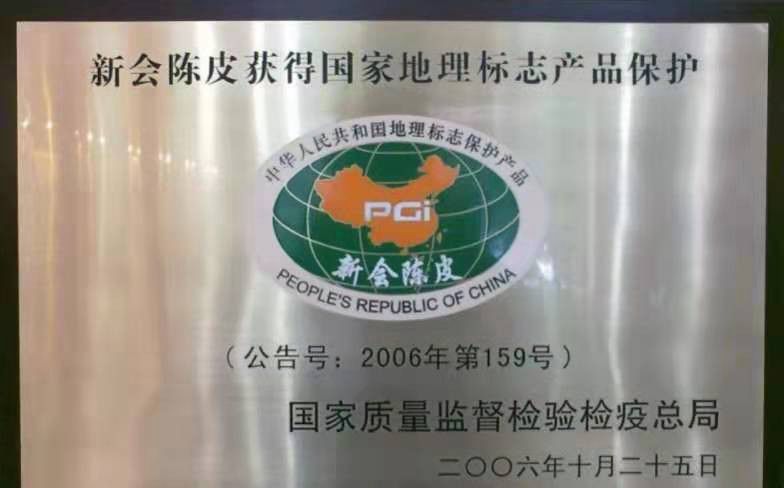 新会陈皮获得国家地理标志产品保护
中华人民共和国地理标志保护产品
PGi
新会陈皮
PEOPLE'S REPUBLIC OF CHINA
（公告号：2006年第159号）
国家质量监督检验检疫总局
二〇〇六年十月二十五日